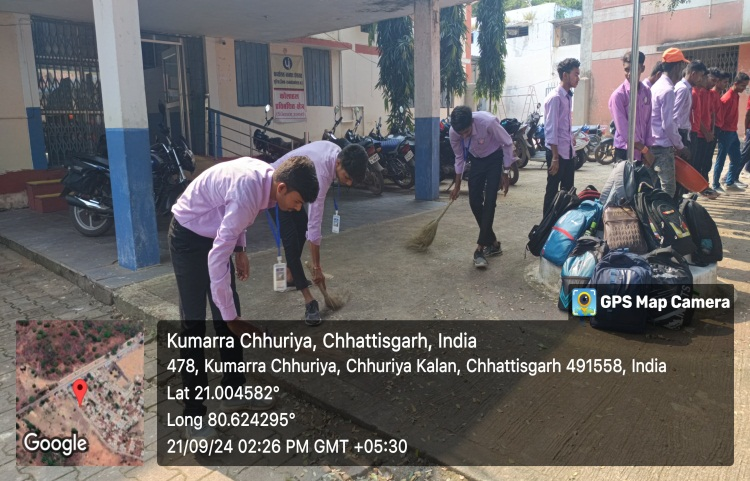 GPS Map Camera
Kumarra Chhuriya, Chhattisgarh, India
478, Kumarra Chhuriya, Chhuriya Kalan, Chhattisgarh 491558, India
Lat 21.004582°
Long 80.624295°
21/09/24 02:26 PM GMT +05:30
Google